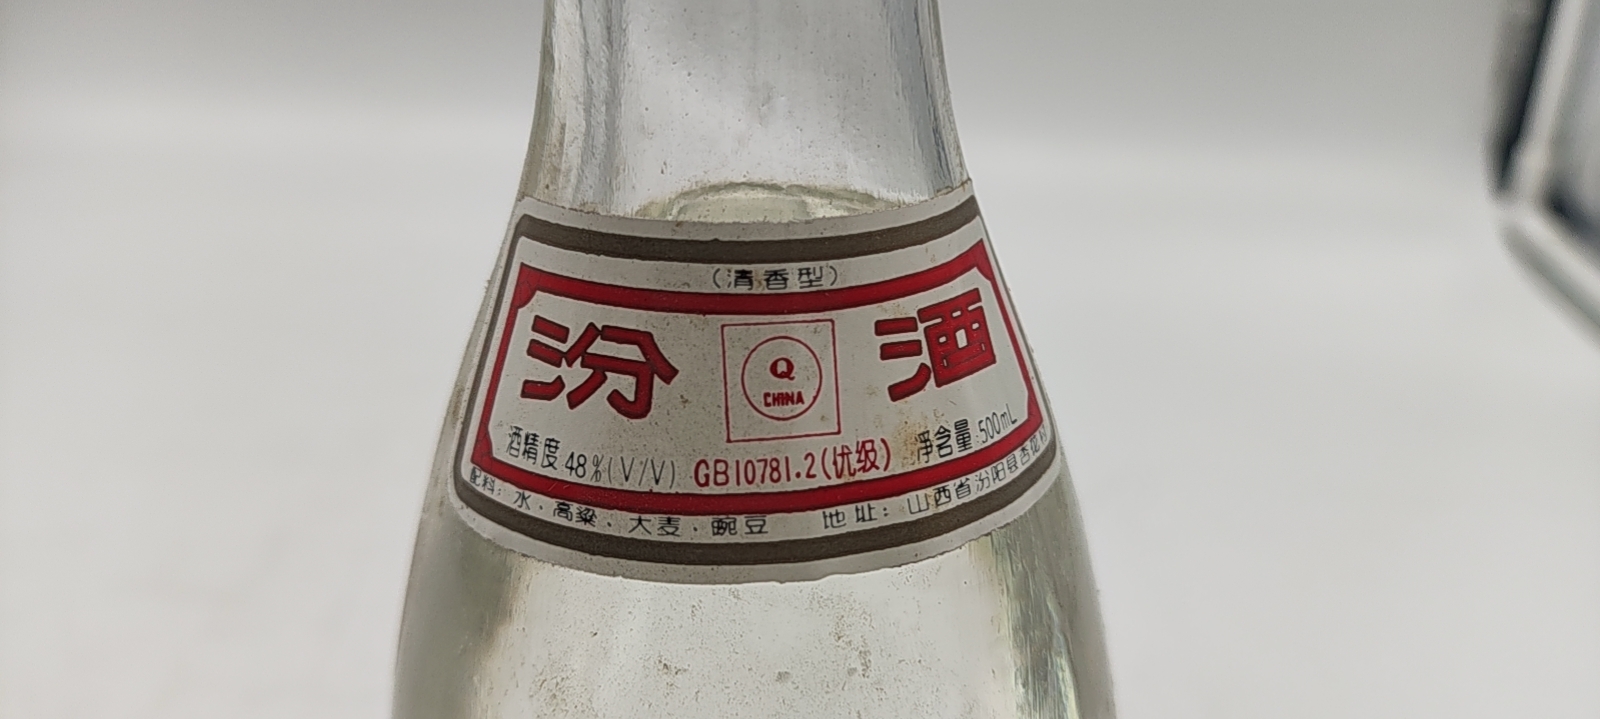 （清香型）
汾酒
Q
CHINA
酒精度 48%(V/V) GB10781.2(优级) 净含量:500mL
配料：水、高粱、大麦、豌豆 地址：山西省汾阳县杏花村